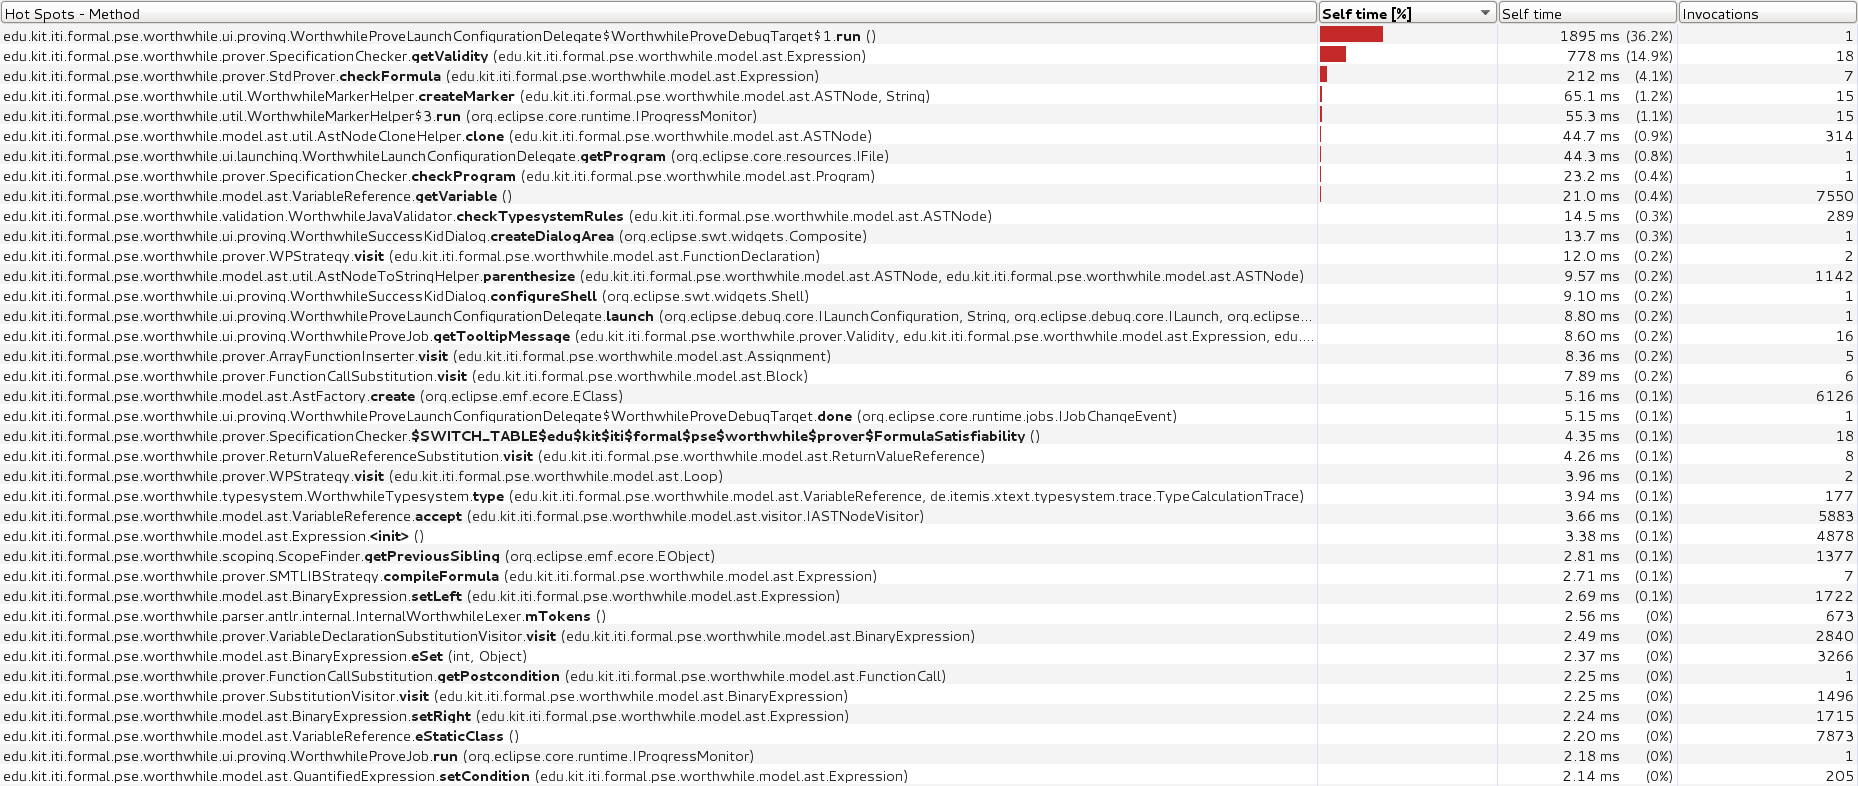 Hot Spots - Method Self time [%] Self time Invocations
edu.kit.iti.formal.pse.worthwhile.ui.proving.WorthwhileProveLaunchConfigurationDelegate$WorthwhileProveDebugTarget$1.run () 1895 ms (36.2%) 1
edu.kit.iti.formal.pse.worthwhile.prover.SpecificationChecker.getValidity (edu.kit.iti.formal.pse.worthwhile.model.ast.Expression) 778 ms (14.9%) 18
edu.kit.iti.formal.pse.worthwhile.prover.StdProver.checkFormula (edu.kit.iti.formal.pse.worthwhile.model.ast.Expression) 212 ms (4.1%) 7
edu.kit.iti.formal.pse.worthwhile.util.WorthwhileMarkerHelper.createMarker (edu.kit.iti.formal.pse.worthwhile.model.ast.ASTNode, String) 65.1 ms (1.2%) 15
edu.kit.iti.formal.pse.worthwhile.util.WorthwhileMarkerHelper$3.run (org.eclipse.core.runtime.IProgressMonitor) 55.3 ms (1.1%) 15
edu.kit.iti.formal.pse.worthwhile.model.ast.util.AstNodeCloneHelper.clone (edu.kit.iti.formal.pse.worthwhile.model.ast.ASTNode) 44.7 ms (0.9%) 314
edu.kit.iti.formal.pse.worthwhile.ui.launching.WorthwhileLaunchConfigurationDelegate.getProgram (org.eclipse.core.resources.IFile) 44.3 ms (0.8%) 1
edu.kit.iti.formal.pse.worthwhile.prover.SpecificationChecker.checkProgram (edu.kit.iti.formal.pse.worthwhile.model.ast.Program) 23.2 ms (0.4%) 1
edu.kit.iti.formal.pse.worthwhile.model.ast.VariableReference.getVariable () 21.0 ms (0.4%) 7550
edu.kit.iti.formal.pse.worthwhile.validation.WorthwhileJavaValidator.checkTypesystemRules (edu.kit.iti.formal.pse.worthwhile.model.ast.ASTNode) 14.5 ms (0.3%) 289
edu.kit.iti.formal.pse.worthwhile.ui.proving.WorthwhileSuccessKidDialog.createDialogArea (org.eclipse.swt.widgets.Composite) 13.7 ms (0.3%) 1
edu.kit.iti.formal.pse.worthwhile.prover.WPStrategy.visit (edu.kit.iti.formal.pse.worthwhile.model.ast.FunctionDeclaration) 12.0 ms (0.2%) 2
edu.kit.iti.formal.pse.worthwhile.model.ast.util.AstNodeToStringHelper.parenthesize (edu.kit.iti.formal.pse.worthwhile.model.ast.ASTNode, edu.kit.iti.formal.pse.worthwhile.model.ast.ASTNode) 9.57 ms (0.2%) 1142
edu.kit.iti.formal.pse.worthwhile.ui.proving.WorthwhileSuccessKidDialog.configureShell (org.eclipse.swt.widgets.Shell) 9.10 ms (0.2%) 1
edu.kit.iti.formal.pse.worthwhile.ui.proving.WorthwhileProveLaunchConfigurationDelegate.launch (org.eclipse.debug.core.ILaunchConfiguration, String, org.eclipse.debug.core.ILaunch, org.eclipse... 8.80 ms (0.2%) 1
edu.kit.iti.formal.pse.worthwhile.ui.proving.WorthwhileProveJob.getTooltipMessage (edu.kit.iti.formal.pse.worthwhile.prover.Validity, edu.kit.iti.formal.pse.worthwhile.model.ast.Expression, edu.... 8.60 ms (0.2%) 16
edu.kit.iti.formal.pse.worthwhile.prover.ArrayFunctionInserter.visit (edu.kit.iti.formal.pse.worthwhile.model.ast.Assignment) 8.36 ms (0.2%) 5
edu.kit.iti.formal.pse.worthwhile.prover.FunctionCallSubstitution.visit (edu.kit.iti.formal.pse.worthwhile.model.ast.Block) 7.89 ms (0.2%) 6
edu.kit.iti.formal.pse.worthwhile.model.ast.AstFactory.create (org.eclipse.emf.ecore.EClass) 5.16 ms (0.1%) 6126
edu.kit.iti.formal.pse.worthwhile.ui.proving.WorthwhileProveLaunchConfigurationDelegate$WorthwhileProveDebugTarget.done (org.eclipse.core.runtime.jobs.IJobChangeEvent) 5.15 ms (0.1%) 1
edu.kit.iti.formal.pse.worthwhile.prover.SpecificationChecker.$SWITCH_TABLE$edu$kit$iti$formal$pse$worthwhile$prover$FormulaSatisfiability () 4.35 ms (0.1%) 18
edu.kit.iti.formal.pse.worthwhile.prover.ReturnValueReferenceSubstitution.visit (edu.kit.iti.formal.pse.worthwhile.model.ast.ReturnValueReference) 4.26 ms (0.1%) 8
edu.kit.iti.formal.pse.worthwhile.prover.WPStrategy.visit (edu.kit.iti.formal.pse.worthwhile.model.ast.Loop) 3.96 ms (0.1%) 2
edu.kit.iti.formal.pse.worthwhile.typesystem.WorthwhileTypesystem.type (edu.kit.iti.formal.pse.worthwhile.model.ast.VariableReference, de.itemis.xtext.typesystem.trace.TypeCalculationTrace) 3.94 ms (0.1%) 177
edu.kit.iti.formal.pse.worthwhile.model.ast.VariableReference.accept (edu.kit.iti.formal.pse.worthwhile.model.ast.visitor.IASTNodeVisitor) 3.66 ms (0.1%) 5883
edu.kit.iti.formal.pse.worthwhile.model.ast.Expression.<init> () 3.38 ms (0.1%) 4878
edu.kit.iti.formal.pse.worthwhile.scoping.ScopeFinder.getPreviousSibling (org.eclipse.emf.ecore.EObject) 2.81 ms (0.1%) 1377
edu.kit.iti.formal.pse.worthwhile.prover.SMTLIBStrategy.compileFormula (edu.kit.iti.formal.pse.worthwhile.model.ast.Expression) 2.71 ms (0.1%) 7
edu.kit.iti.formal.pse.worthwhile.model.ast.BinaryExpression.setLeft (edu.kit.iti.formal.pse.worthwhile.model.ast.Expression) 2.69 ms (0.1%) 1722
edu.kit.iti.formal.pse.worthwhile.parser.antlr.internal.InternalWorthwhileLexer.mTokens () 2.56 ms (0%) 673
edu.kit.iti.formal.pse.worthwhile.prover.VariableDeclarationSubstitutionVisitor.visit (edu.kit.iti.formal.pse.worthwhile.model.ast.BinaryExpression) 2.49 ms (0%) 2840
edu.kit.iti.formal.pse.worthwhile.model.ast.BinaryExpression.eSet (int, Object) 2.37 ms (0%) 3266
edu.kit.iti.formal.pse.worthwhile.prover.FunctionCallSubstitution.getPostcondition (edu.kit.iti.formal.pse.worthwhile.model.ast.FunctionCall) 2.25 ms (0%) 1
edu.kit.iti.formal.pse.worthwhile.prover.SubstitutionVisitor.visit (edu.kit.iti.formal.pse.worthwhile.model.ast.BinaryExpression) 2.25 ms (0%) 1496
edu.kit.iti.formal.pse.worthwhile.model.ast.BinaryExpression.setRight (edu.kit.iti.formal.pse.worthwhile.model.ast.Expression) 2.24 ms (0%) 1715
edu.kit.iti.formal.pse.worthwhile.model.ast.VariableReference.eStaticClass () 2.20 ms (0%) 7873
edu.kit.iti.formal.pse.worthwhile.ui.proving.WorthwhileProveJob.run (org.eclipse.core.runtime.IProgressMonitor) 2.18 ms (0%) 1
edu.kit.iti.formal.pse.worthwhile.model.ast.QuantifiedExpression.setCondition (edu.kit.iti.formal.pse.worthwhile.model.ast.Expression) 2.14 ms (0%) 205